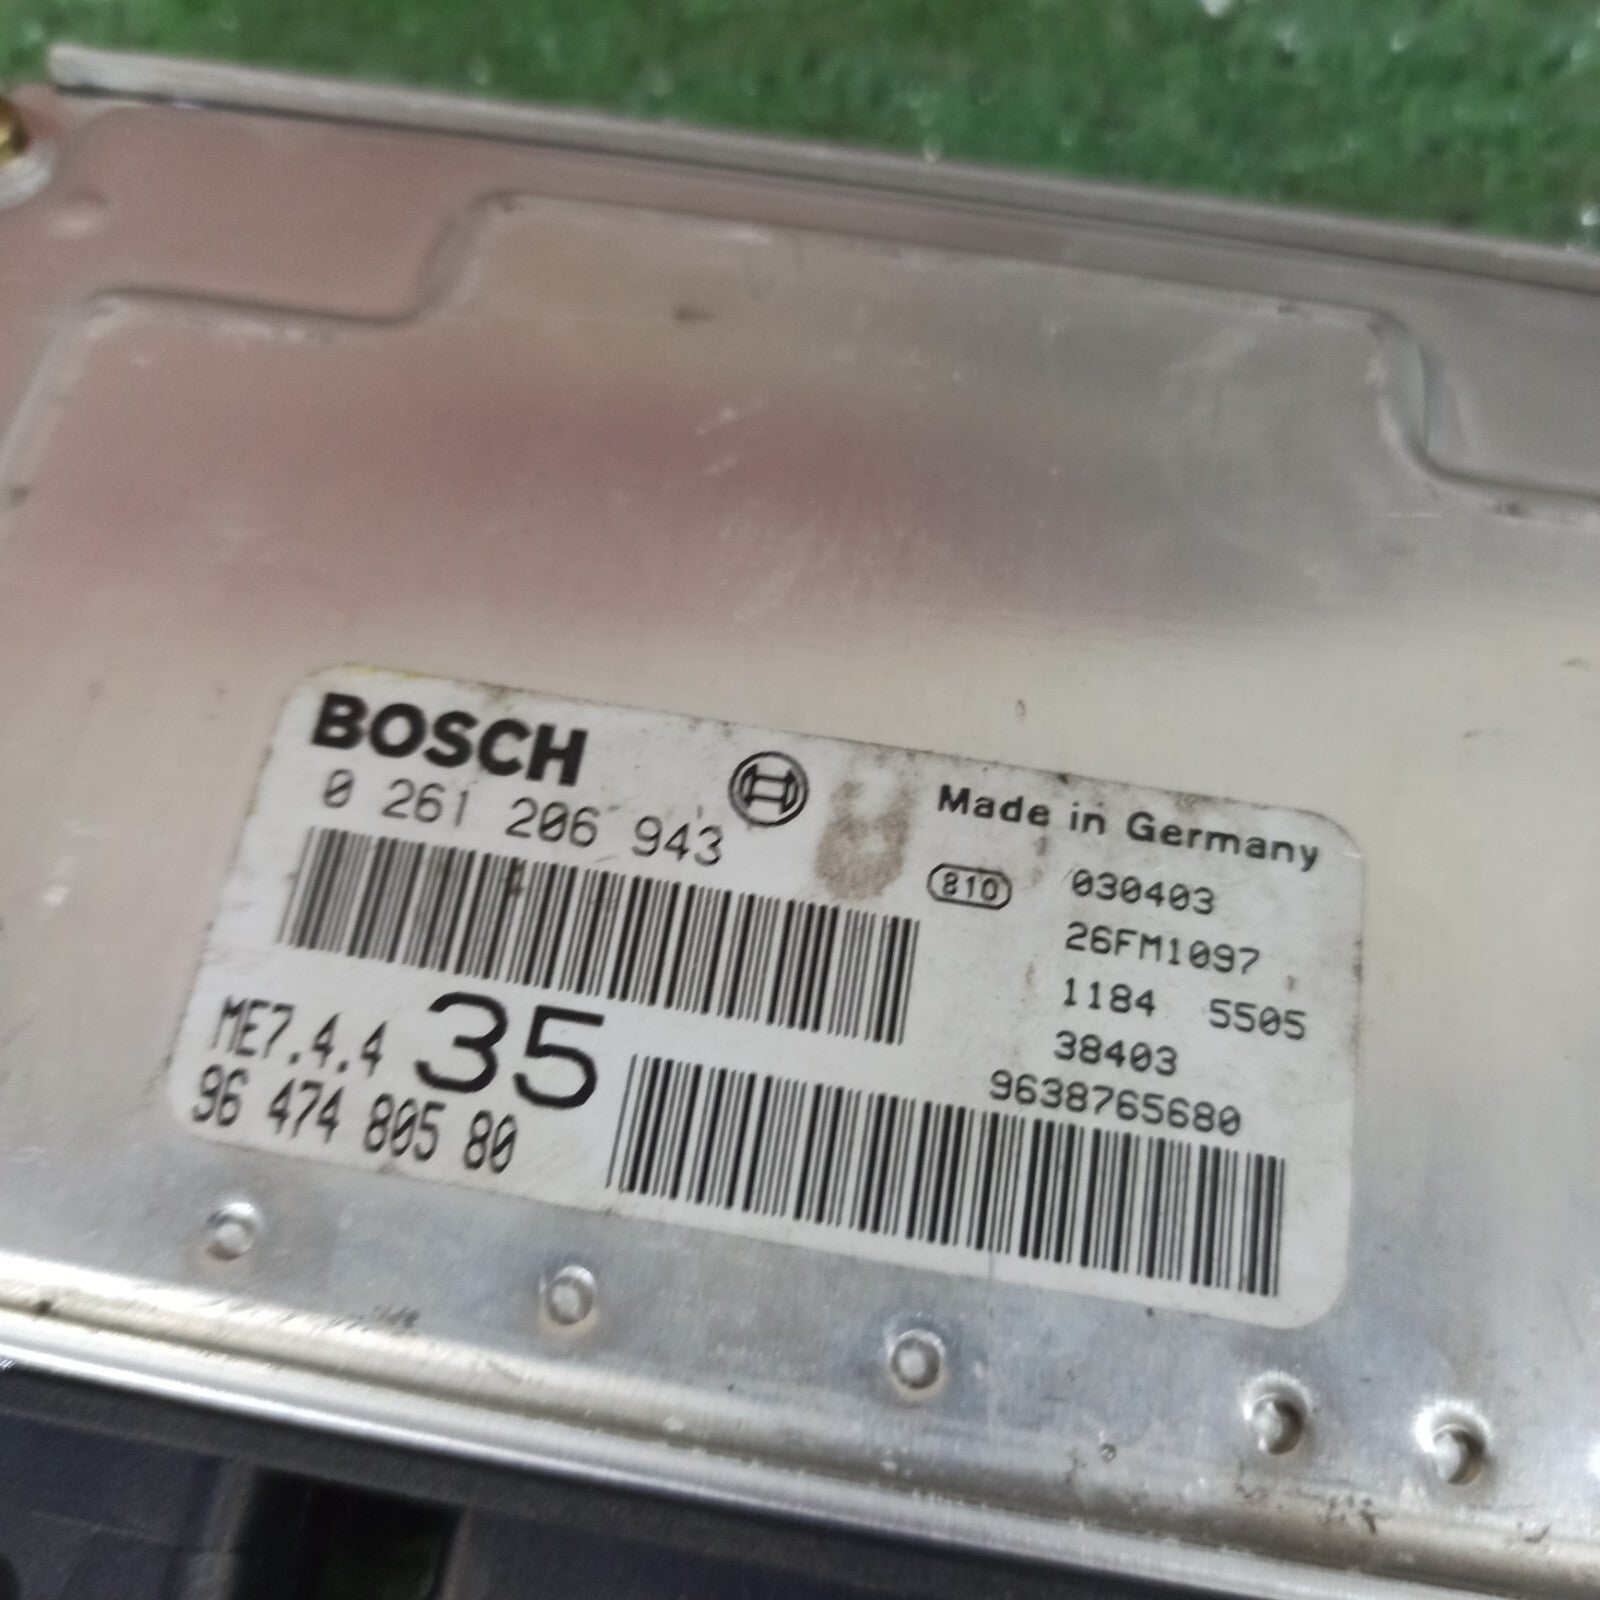 BOSCH
0 261 206 943
Made in Germany
810
030403
26FM1097
1184 5505
38403
9638765680
ME7.4.4 35
96 474 805 80